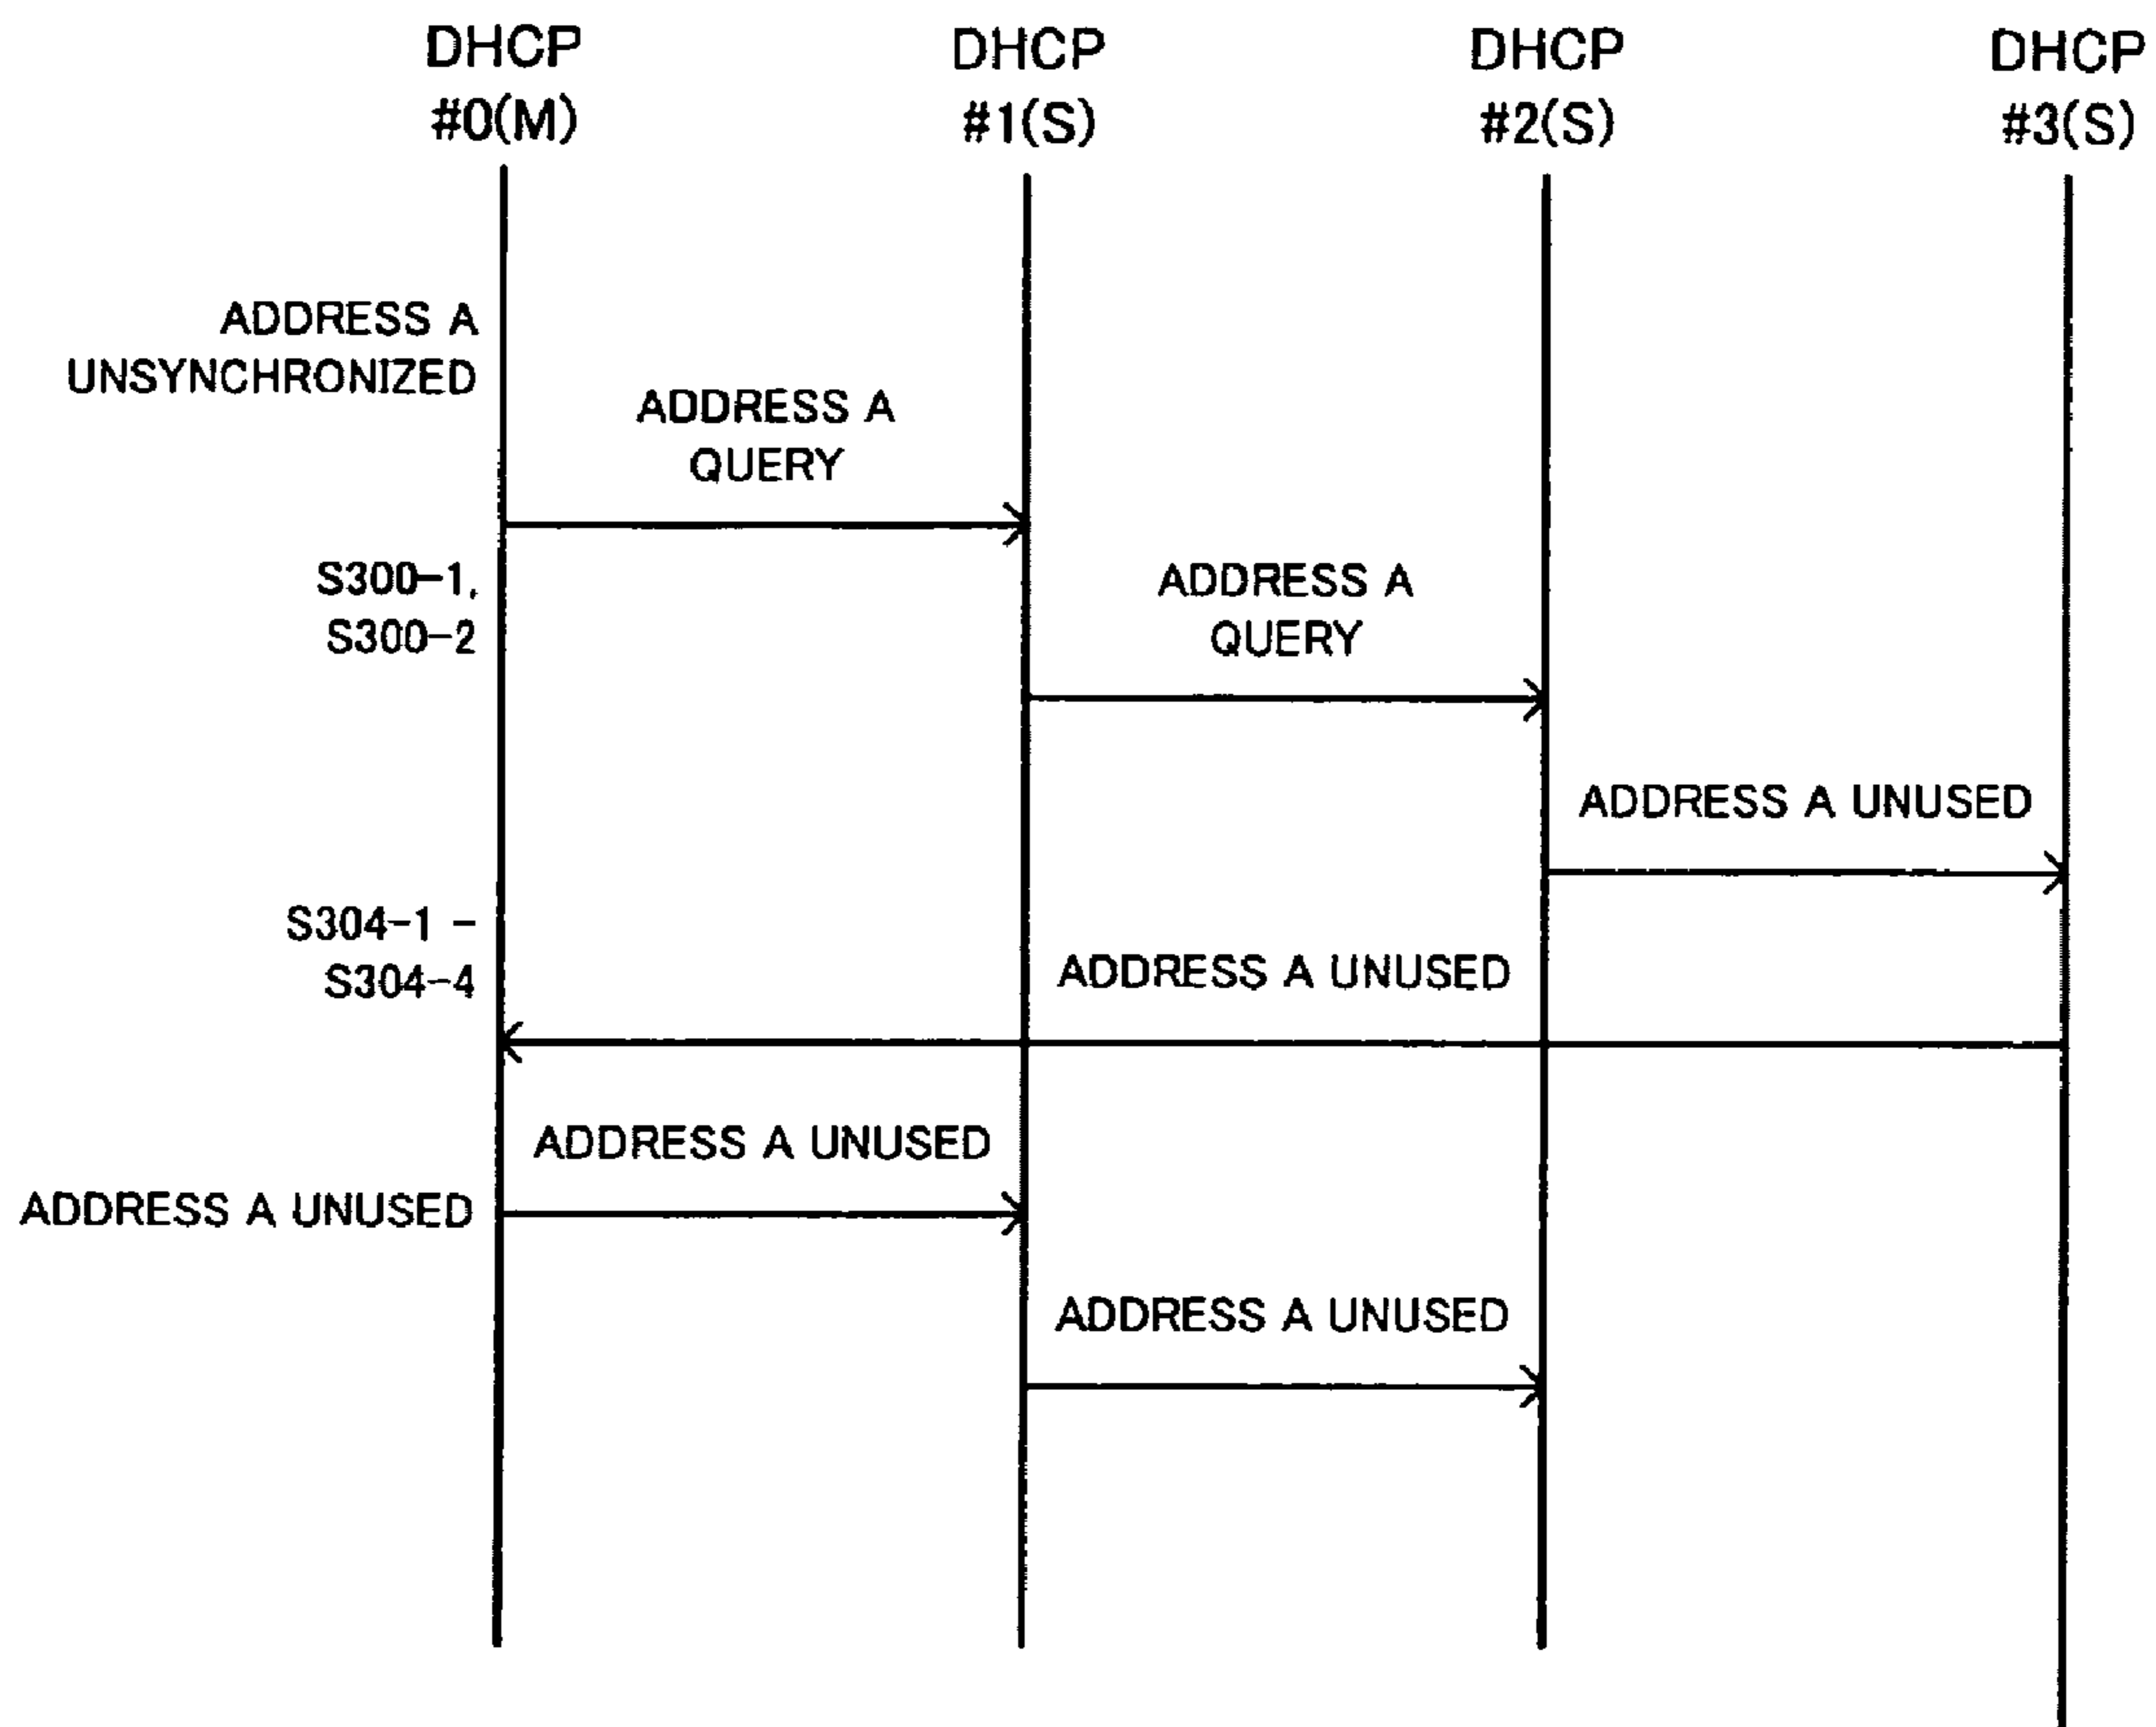 DHCP
#0(M)
DHCP
#1(S)
DHCP
#2(S)
DHCP
#3(S)
ADDRESS A
UNSYNCHRONIZED
ADDRESS A
QUERY
S300-1,
S300-2
ADDRESS A
QUERY
ADDRESS A UNUSED
S304-1 -
S304-4
ADDRESS A UNUSED
ADDRESS A UNUSED
ADDRESS A UNUSED
ADDRESS A UNUSED